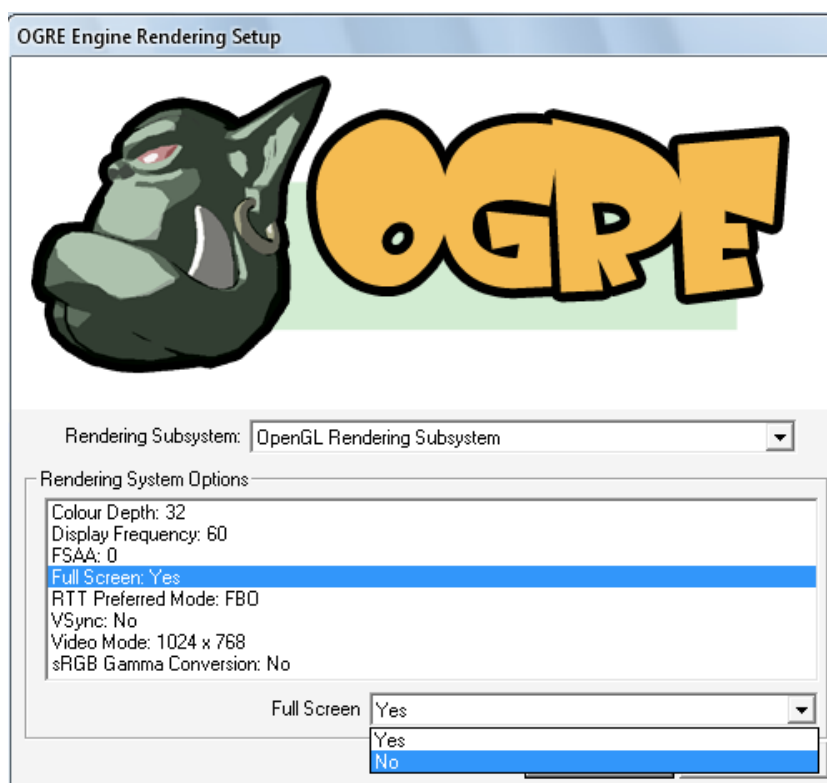 OGRE Engine Rendering Setup
OGRE
Rendering Subsystem: OpenGL Rendering Subsystem
Rendering System Options
Colour Depth: 32
Display Frequency: 60
FSAA: 0
Full Screen: Yes
RTT Preferred Mode: FBO
VSync: No
Video Mode: 1024 x 768
sRGB Gamma Conversion: No
Full Screen Yes
Yes
No